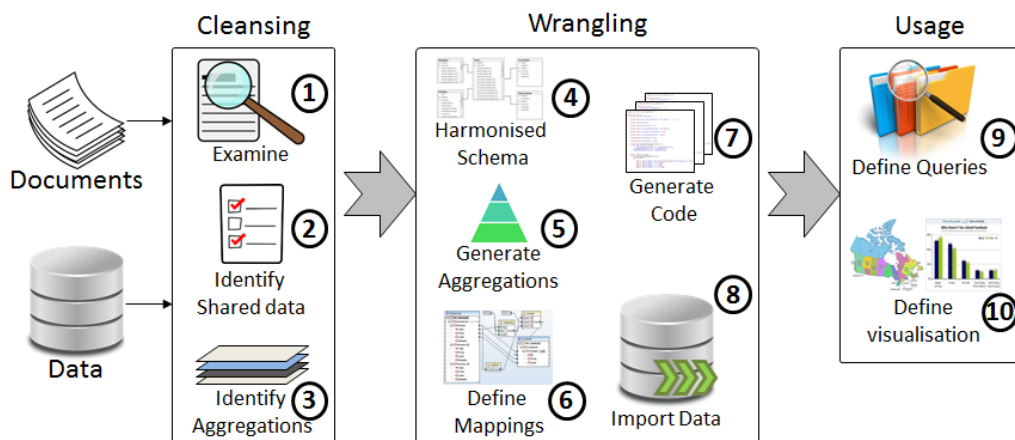 Cleansing
Wrangling
Usage
Documents
Data
1
Examine
2
Identify
Shared data
3
Identify
Aggregations
4
Harmonised
Schema
5
Generate
Aggregations
6
Define
Mappings
7
Generate
Code
8
Import Data
9
Define Queries
10
Define
visualisation